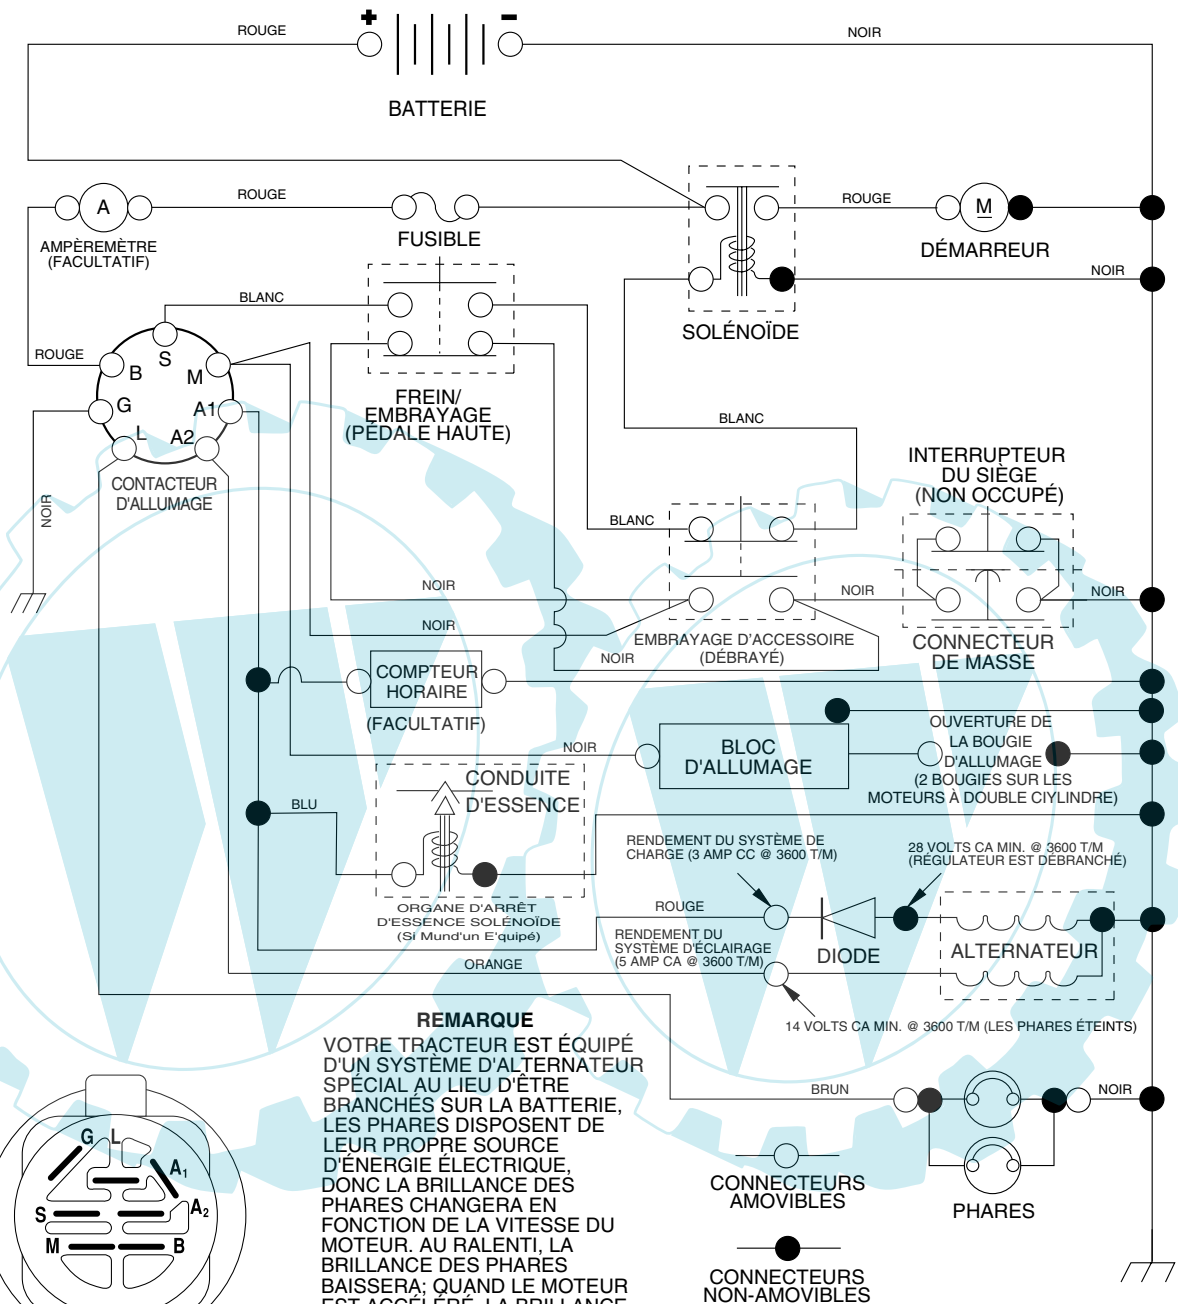 + -
ROUGE
NOIR
BATTERIE
A
ROUGE
FUSIBLE
AMPÈREMÈTRE
(FACULTATIF)
ROUGE
M
DÉMARREUR
NOIR
SOLÉNOÏDE
BLANC
ROUGE
S
B
M
G
A1
L
A2
CONTACTEUR
D'ALLUMAGE
NOIR
FREIN/
EMBRAYAGE
(PÉDALE HAUTE)
BLANC
INTERRUPTEUR
DU SIÈGE
(NON OCCUPÉ)
BLANC
NOIR
NOIR
NOIR
NOIR
NOIR
EMBRAYAGE D'ACCESSOIRE
(DÉBRAYÉ)
CONNECTEUR
DE MASSE
COMPTEUR
HORAIRE
(FACULTATIF)
NOIR
BLOC
D'ALLUMAGE
OUVERTURE DE
LA BOUGIE
D'ALLUMAGE
(2 BOUGIES SUR LES
MOTEURS À DOUBLE CIYLINDRE)
CONDUITE
D'ESSENCE
BLU
ORGANE D'ARRÊT
D'ESSENCE SOLÉNOÏDE
(Si Mund'un E'quipé)
RENDEMENT DU SYSTÈME DE
CHARGE (3 AMP CC @ 3600 T/M)
28 VOLTS CA MIN. @ 3600 T/M
(RÉGULATEUR EST DÉBRANCHÉ)
ROUGE
RENDEMENT DU
SYSTÈME D'ÉCLAIRAGE
(5 AMP CA @ 3600 T/M)
DIODE
ALTERNATEUR
ORANGE
14 VOLTS CA MIN. @ 3600 T/M (LES PHARES ÉTEINTS)
REMARQUE
VOTRE TRACTEUR EST ÉQUIPÉ
D'UN SYSTÈME D'ALTERNATEUR
SPÉCIAL AU LIEU D'ÊTRE
BRANCHÉS SUR LA BATTERIE,
LES PHARES DISPOSENT DE
LEUR PROPRE SOURCE
D'ÉNERGIE ÉLECTRIQUE,
DONC LA BRILLANCE DES
PHARES CHANGERA EN
FONCTION DE LA VITESSE DU
MOTEUR. AU RALENTI, LA
BRILLANCE DES PHARES
BAISSERA; QUAND LE MOTEUR
EST ACCÉLÉRÉ, LA BRILLANCE
BRUN
NOIR
PHARES
CONNECTEURS
AMOVIBLES
CONNECTEURS
NON-AMOVIBLES
G L
A1
A2
S
M
B